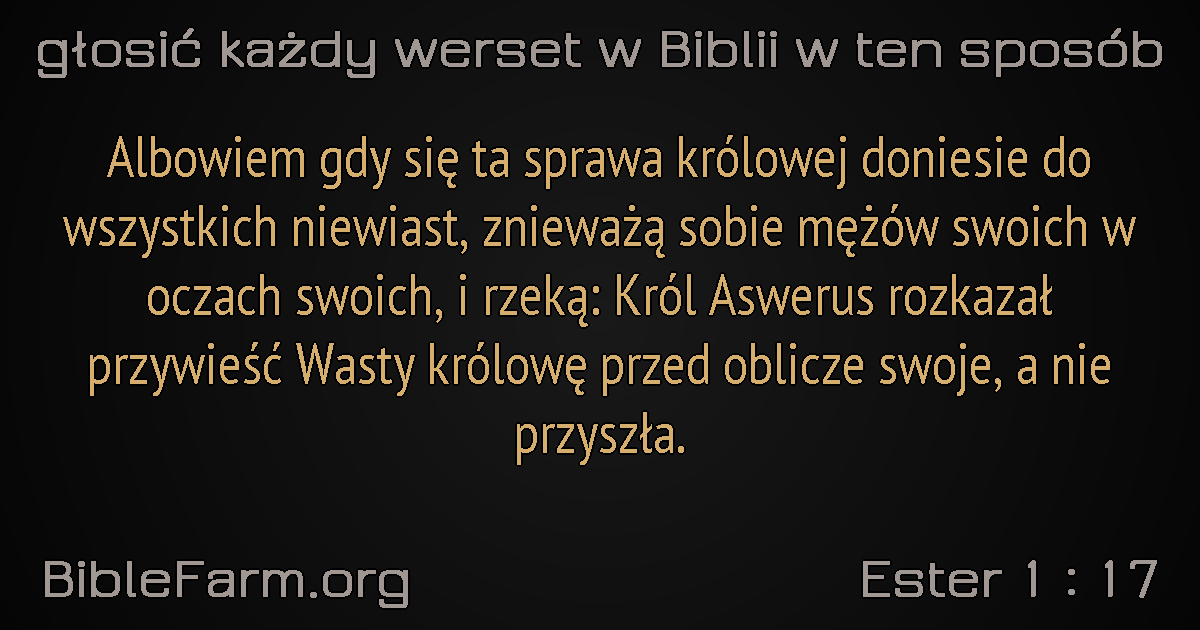 głosić każdy werset w Biblii w ten sposób
Albowiem gdy się ta sprawa królowej doniesie do
wszystkich niewiast, znieważą sobie mężów swoich w
oczach swoich, i rzeką: Król Aswerus rozkazał
przywieść Wasty królowę przed oblicze swoje, a nie
przyszła.
BibleFarm.org
Ester 1 : 17